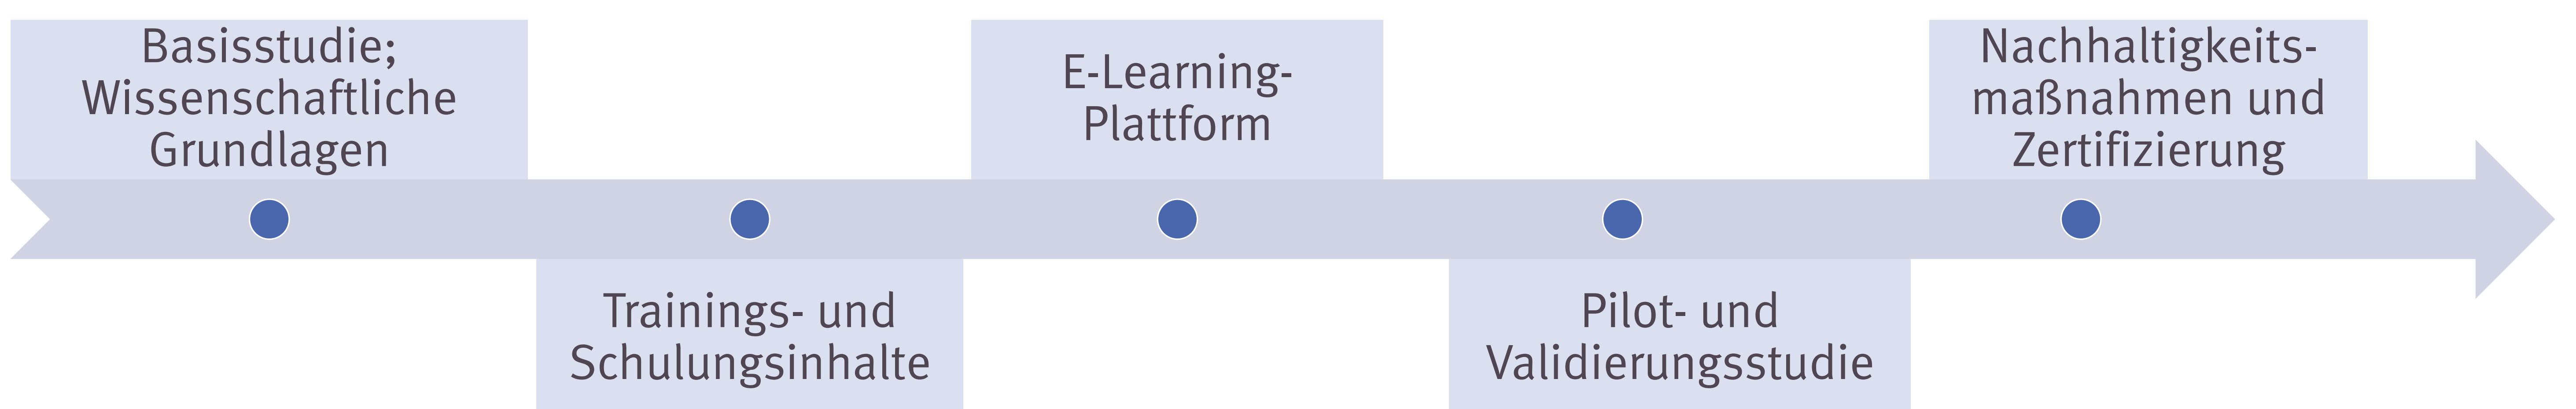 Basisstudie;
Wissenschaftliche
Grundlagen
Trainings- und
Schulungsinhalte
E-Learning-
Plattform
Pilot- und
Validierungsstudie
Nachhaltigkeits-
maßnahmen und
Zertifizierung